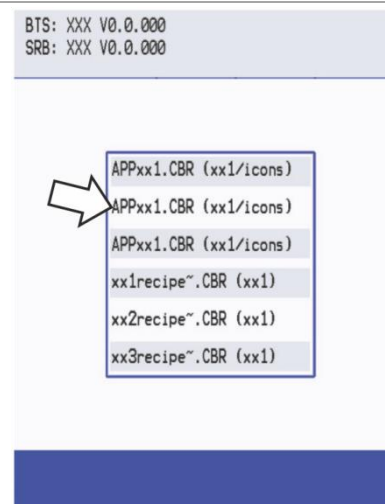 BTS: XXX V0.0.000
SRB: XXX V0.0.000
APPxx1.CBR (xx1/icons)
APPxx1.CBR (xx1/icons)
APPxx1.CBR (xx1/icons)
xx1recipe~.CBR (xx1)
xx2recipe~.CBR (xx1)
xx3recipe~.CBR (xx1)